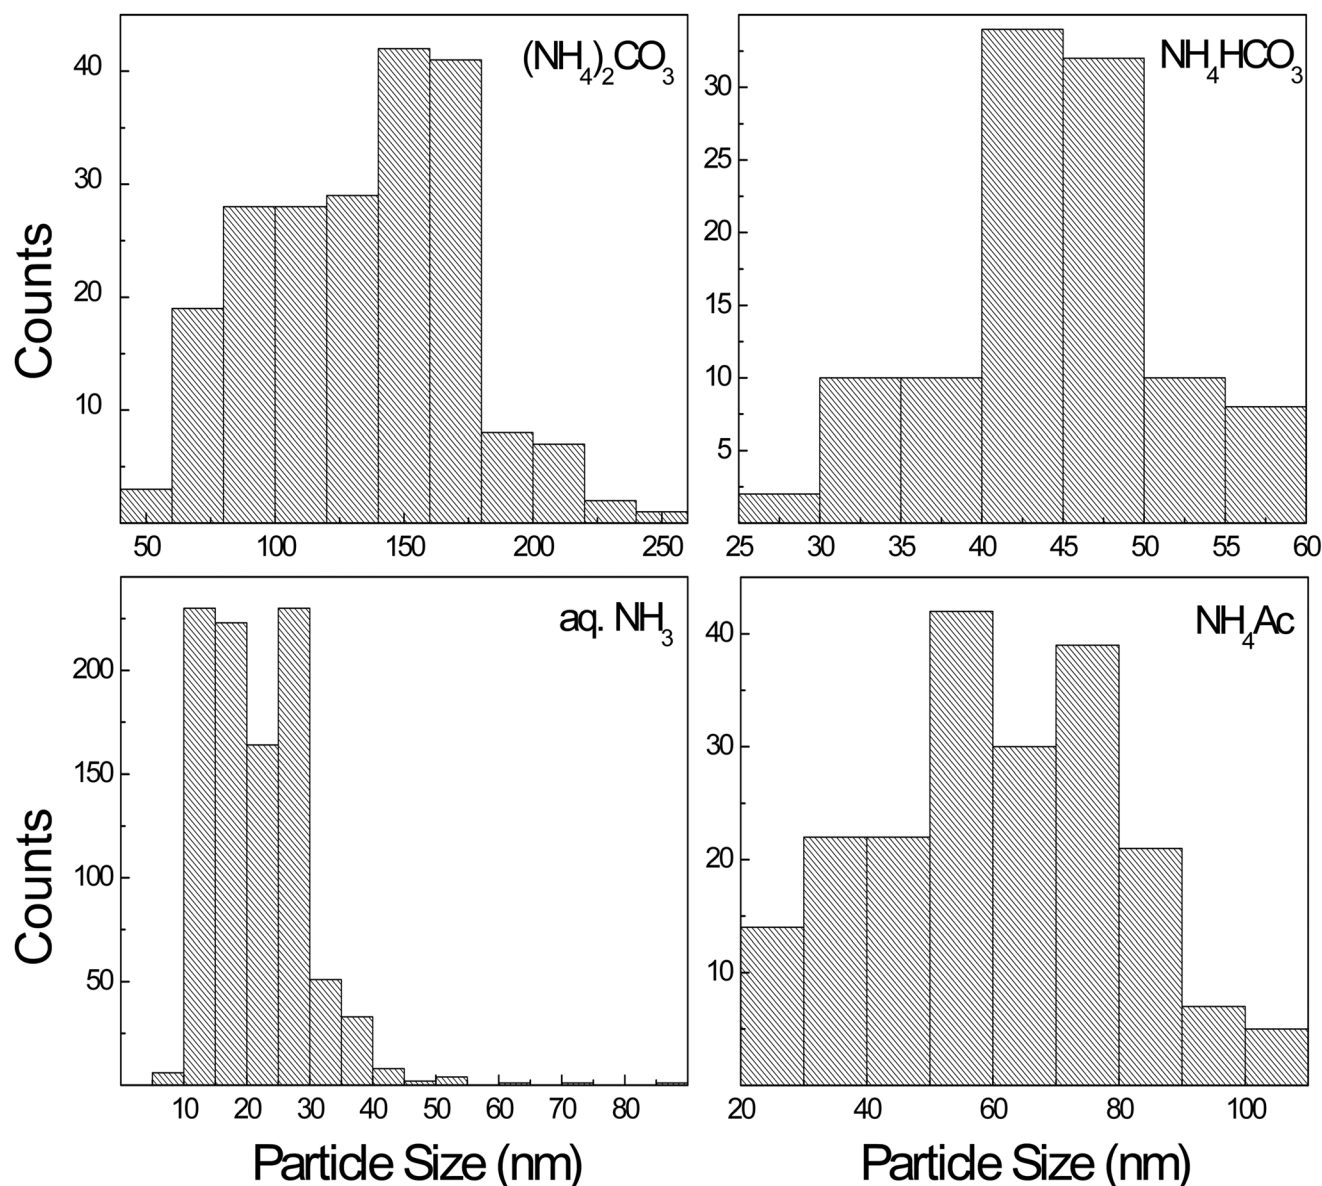 (NH₄)₂CO₃
Counts
40
30
20
10
50 100 150 200 250
NH₄HCO₃
30
25
20
15
10
5
25 30 35 40 45 50 55 60
aq. NH₃
Counts
200
150
100
50
10 20 30 40 50 60 70 80
Particle Size (nm)
NH₄Ac
40
30
20
10
20 40 60 80 100
Particle Size (nm)